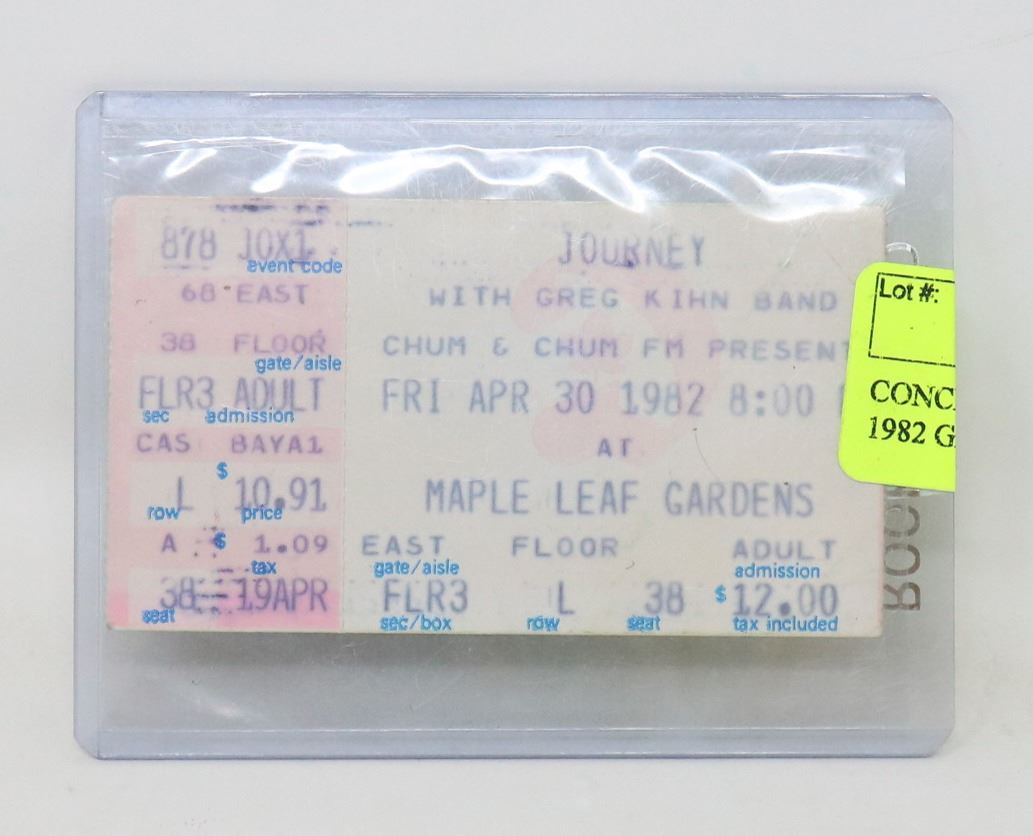 878 JOX1
event code
68 EAST
38 FLOOR
gate/aisle
FLR3 ADULT
sec admission
CAS BAYA1
$
L 10.91
row price
A $ 1.09
tax
38 19APR
seat
JOURNEY
WITH GREG KIHN BAND
CHUM & CHUM FM PRESENT
FRI APR 30 1982 8:00
AT
MAPLE LEAF GARDENS
EAST FLOOR ADULT
gate/aisle admission
FLR3 L 38 $12.00
sec/box row seat tax included
Lot #:
CONC
1982 G